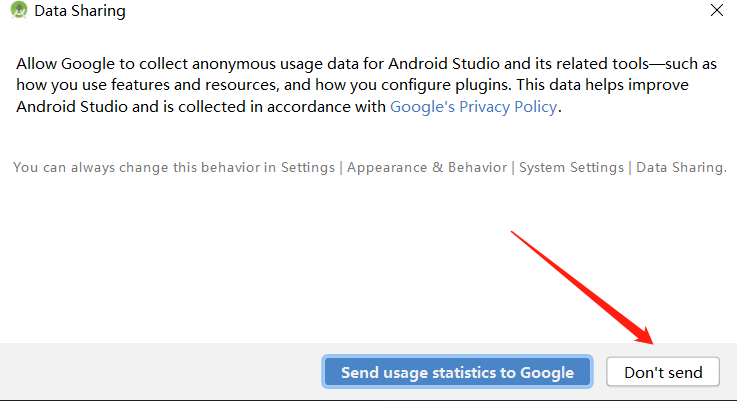 Data Sharing
Allow Google to collect anonymous usage data for Android Studio and its related tools—such as
how you use features and resources, and how you configure plugins. This data helps improve
Android Studio and is collected in accordance with Google's Privacy Policy.
You can always change this behavior in Settings | Appearance & Behavior | System Settings | Data Sharing.
Send usage statistics to Google
Don't send